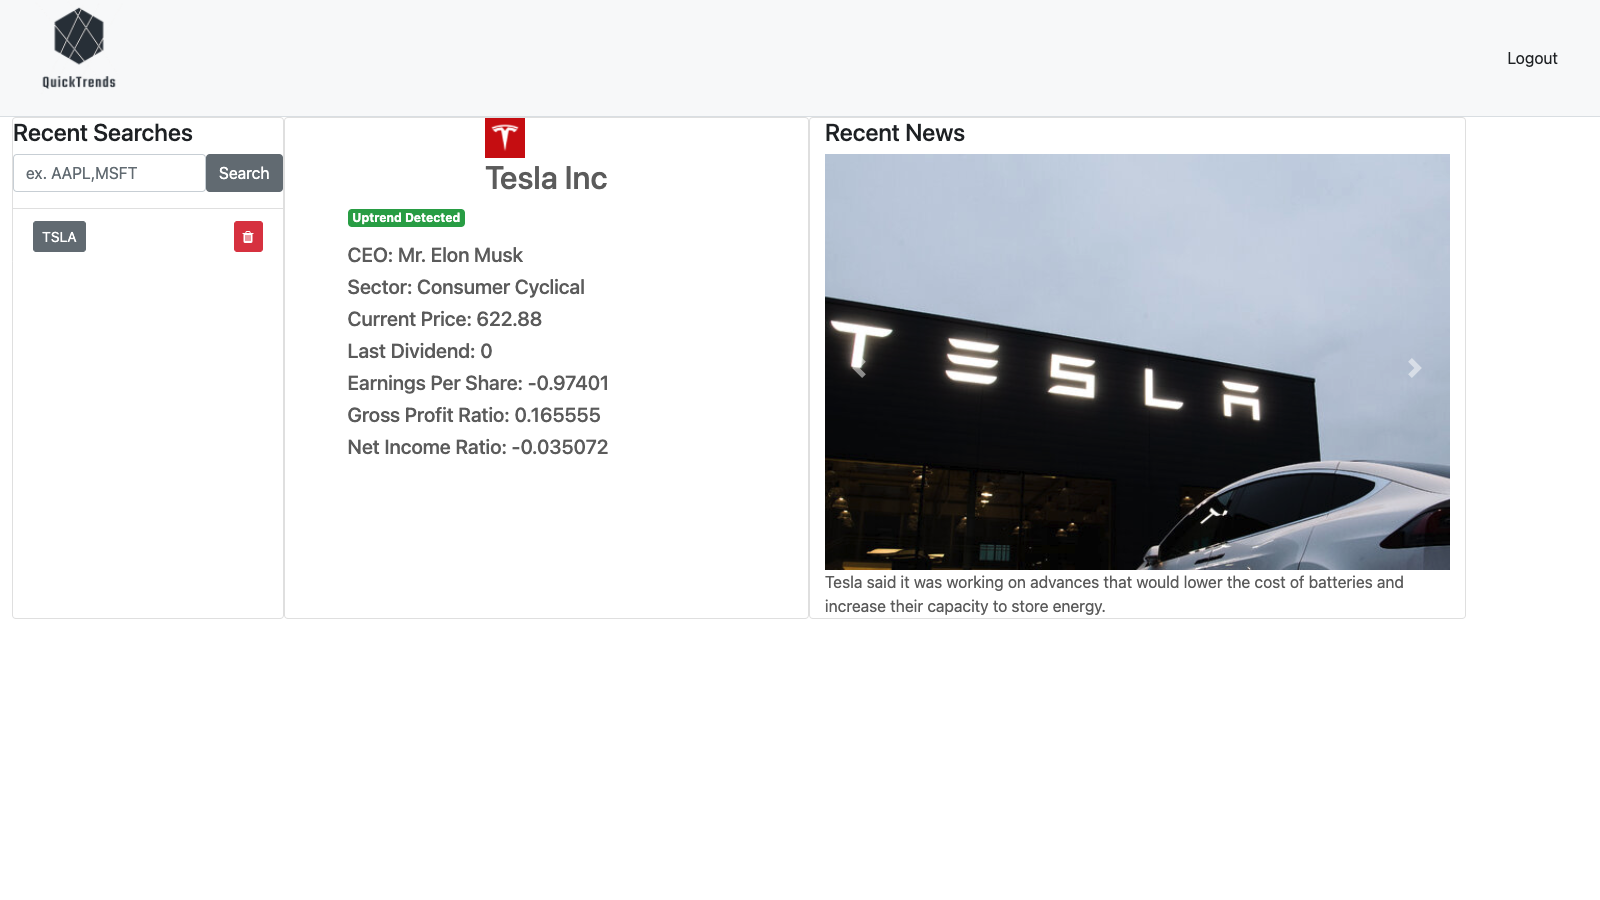 QuickTrends
Logout
Recent Searches
ex. AAPL,MSFT
Search
TSLA
Tesla Inc
Uptrend Detected
CEO: Mr. Elon Musk
Sector: Consumer Cyclical
Current Price: 622.88
Last Dividend: 0
Earnings Per Share: -0.97401
Gross Profit Ratio: 0.165555
Net Income Ratio: -0.035072
Recent News
TESLA
Tesla said it was working on advances that would lower the cost of batteries and
increase their capacity to store energy.